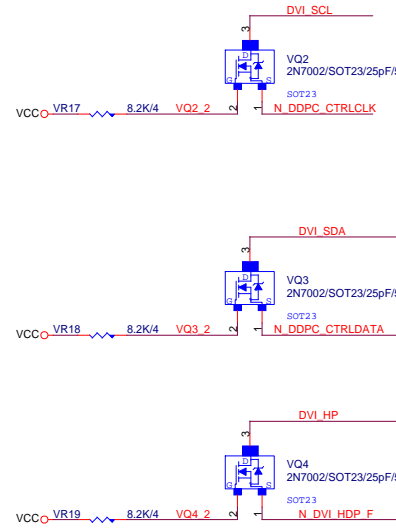 DVI_SCL
3
D
G
S
VQ2
2N7002/SOT23/25pF/5
SOT23
VCC VR17 8.2K/4 VQ2_2 2 1 N_DDPC_CTRLCLK
DVI_SDA
3
D
G
S
VQ3
2N7002/SOT23/25pF/5
SOT23
VCC VR18 8.2K/4 VQ3_2 2 1 N_DDPC_CTRLDATA
DVI_HP
3
D
G
S
VQ4
2N7002/SOT23/25pF/5
SOT23
VCC VR19 8.2K/4 VQ4_2 2 1 N_DVI_HDP_F